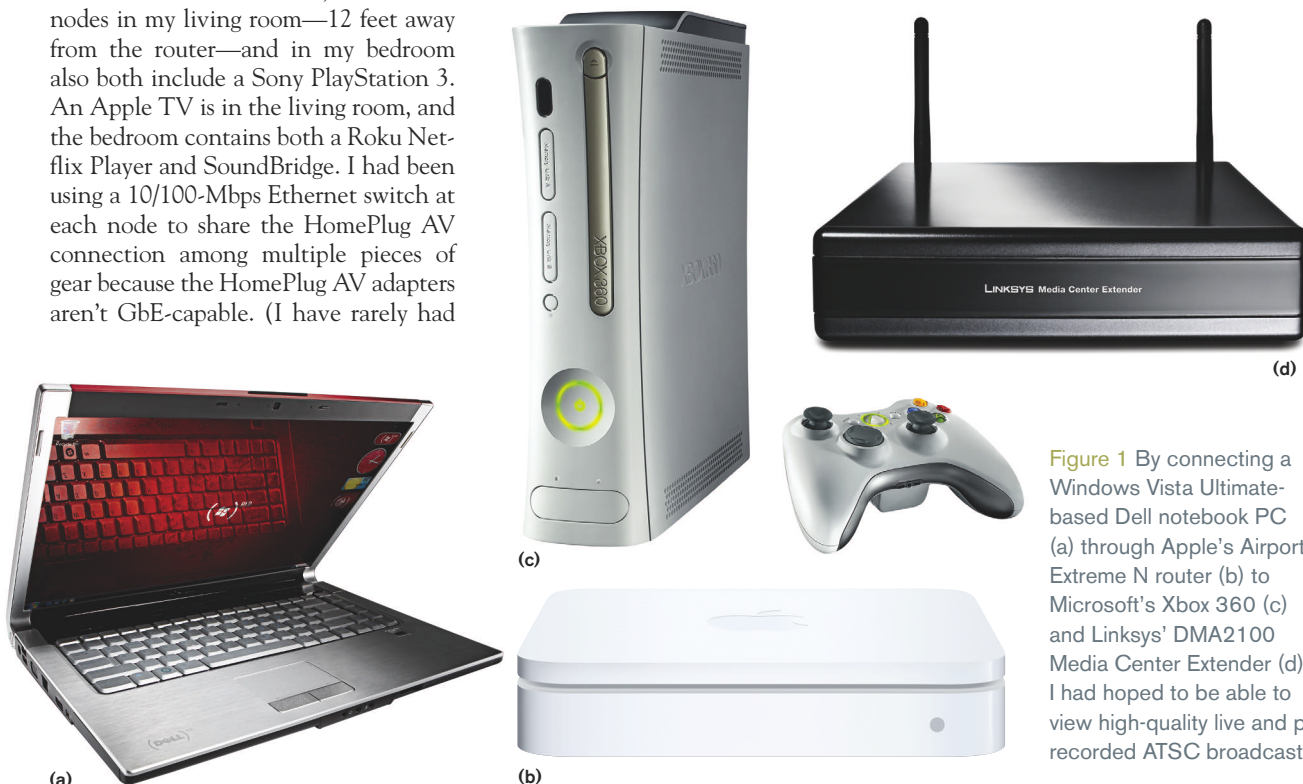 nodes in my living room—12 feet away
from the router—and in my bedroom
also both include a Sony PlayStation 3.
An Apple TV is in the living room, and
the bedroom contains both a Roku Net-
flix Player and SoundBridge. I had been
using a 10/100-Mbps Ethernet switch at
each node to share the HomePlug AV
connection among multiple pieces of
gear because the HomePlug AV adapters
aren't GbE-capable. (I have rarely had
XBOX360
XBOX360
LINKSYS Media Center Extender
(d)
(c)
DELL
(a)
(b)
Figure 1 By connecting a
Windows Vista Ultimate-
based Dell notebook PC
(a) through Apple's Airport
Extreme N router (b) to
Microsoft's Xbox 360 (c)
and Linksys' DMA2100
Media Center Extender (d)
I had hoped to be able to
view high-quality live and p
recorded ATSC broadcast